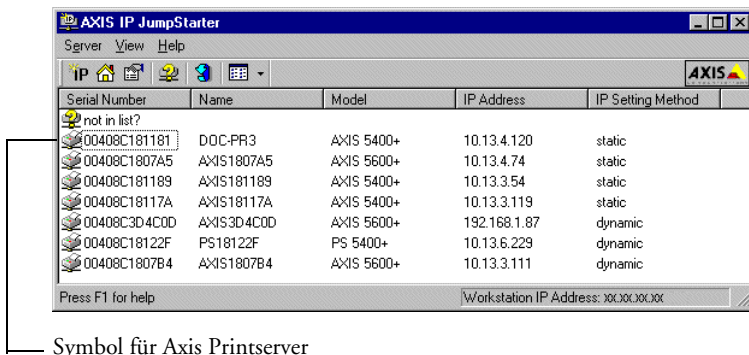 AXIS IP JumpStarter
Server View Help
IP AXIS
Serial Number Name Model IP Address IP Setting Method
not in list?
00408C181181 DOC-PR3 AXIS 5400+ 10.13.4.120 static
00408C1807A5 AXIS1807A5 AXIS 5600+ 10.13.4.74 static
00408C181189 AXIS181189 AXIS 5400+ 10.13.3.54 static
00408C18117A AXIS18117A AXIS 5400+ 10.13.3.119 static
00408C3D4C0D AXIS3D4C0D AXIS 5600+ 192.168.1.87 dynamic
00408C18122F PS18122F PS 5400+ 10.13.6.229 dynamic
00408C1807B4 AXIS1807B4 AXIS 5600+ 10.13.3.111 dynamic
Press F1 for help Workstation IP Address: xx.xx.xx.xx
Symbol für Axis Printserver